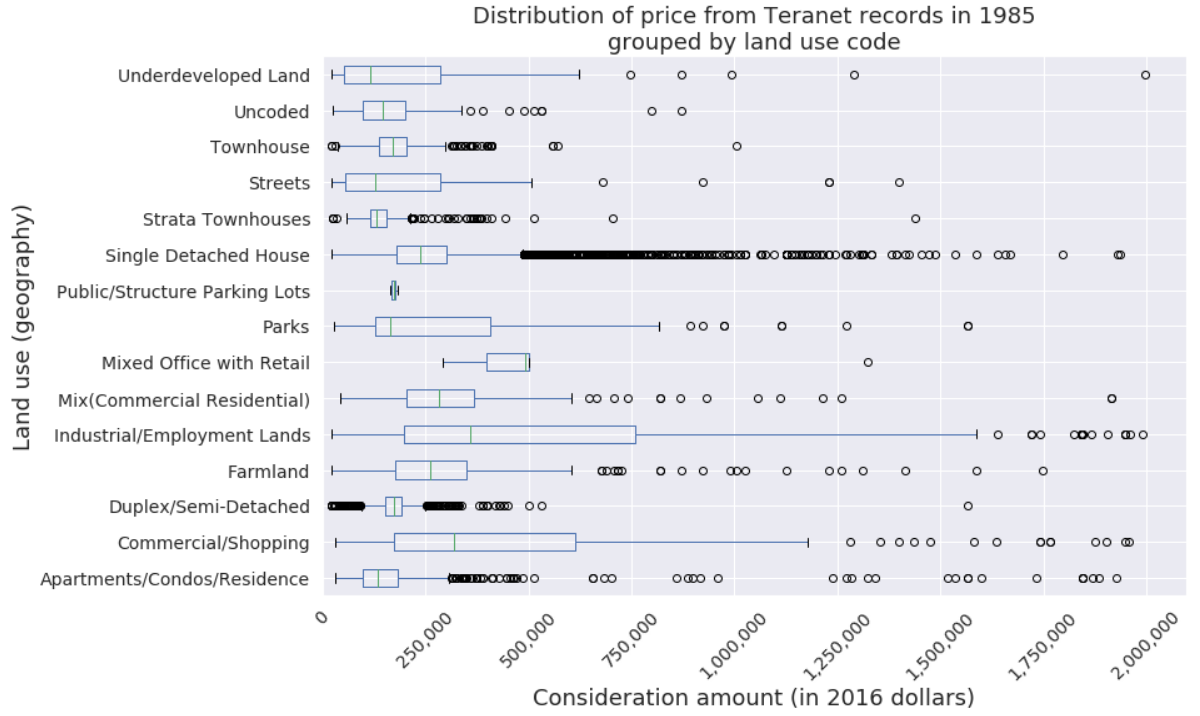 Distribution of price from Teranet records in 1985
grouped by land use code
Land use (geography)
Underdeveloped Land
Uncoded
Townhouse
Streets
Strata Townhouses
Single Detached House
Public/Structure Parking Lots
Parks
Mixed Office with Retail
Mix(Commercial Residential)
Industrial/Employment Lands
Farmland
Duplex/Semi-Detached
Commercial/Shopping
Apartments/Condos/Residence
0
250,000
500,000
750,000
1,000,000
1,250,000
1,500,000
1,750,000
2,000,000
Consideration amount (in 2016 dollars)